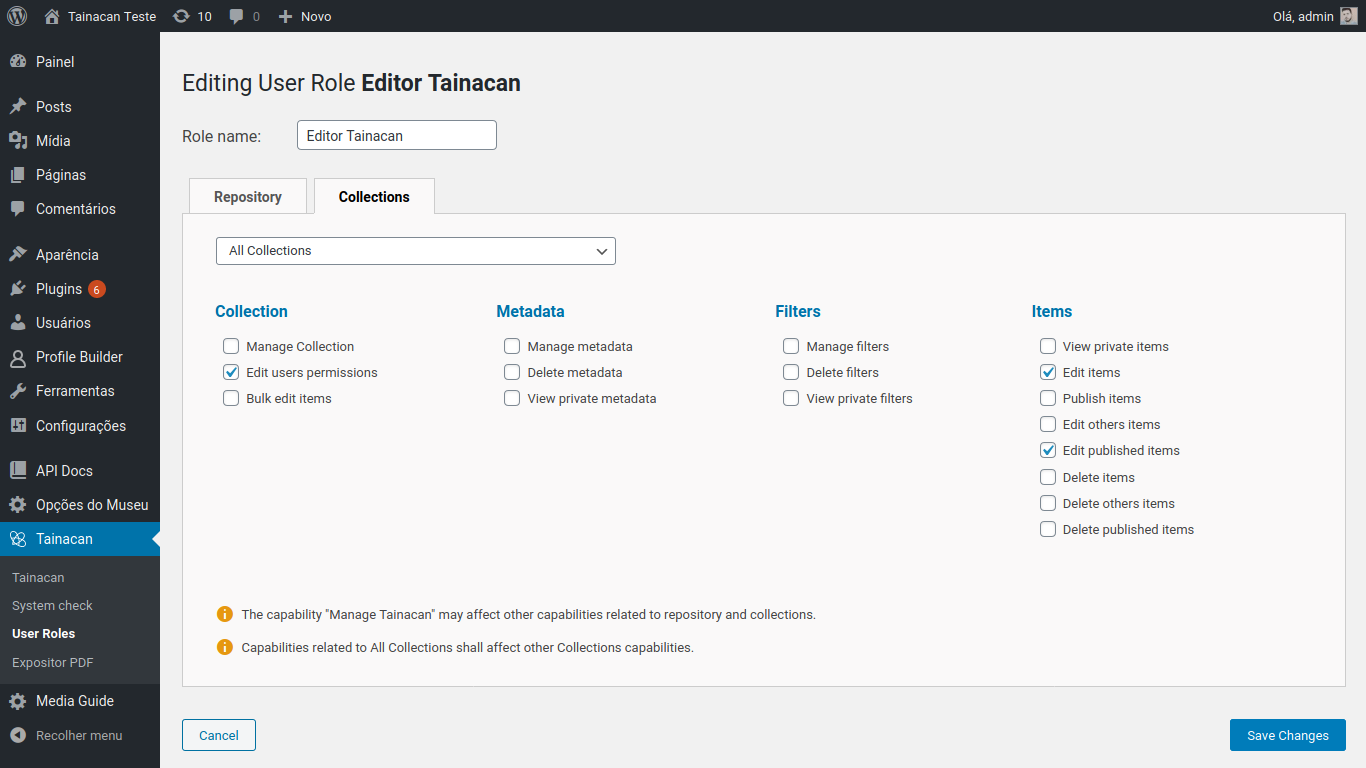 Tainacan Teste 10 0 Novo Olá, admin
Painel
Posts
Mídia
Páginas
Comentários
Aparência
Plugins 6
Usuários
Profile Builder
Ferramentas
Configurações
API Docs
Opções do Museu
Tainacan
Tainacan
System check
User Roles
Expositor PDF
Media Guide
Recolher menu
Editing User Role Editor Tainacan
Role name: Editor Tainacan
Repository Collections
All Collections
Collection
Manage Collection
Edit users permissions
Bulk edit items
Metadata
Manage metadata
Delete metadata
View private metadata
Filters
Manage filters
Delete filters
View private filters
Items
View private items
Edit items
Publish items
Edit others items
Edit published items
Delete items
Delete others items
Delete published items
The capability "Manage Tainacan" may affect other capabilities related to repository and collections.
Capabilities related to All Collections shall affect other Collections capabilities.
Cancel Save Changes